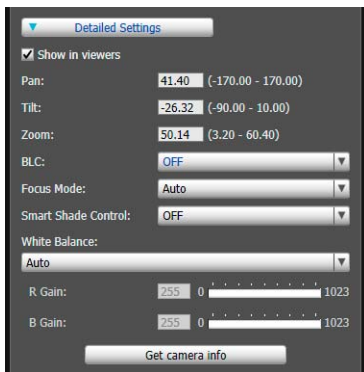 Detailed Settings
Show in viewers
Pan: 41.40 (-170.00 - 170.00)
Tilt: -26.32 (-90.00 - 10.00)
Zoom: 50.14 (3.20 - 60.40)
BLC: OFF
Focus Mode: Auto
Smart Shade Control: OFF
White Balance:
Auto
R Gain: 255 0 1023
B Gain: 255 0 1023
Get camera info